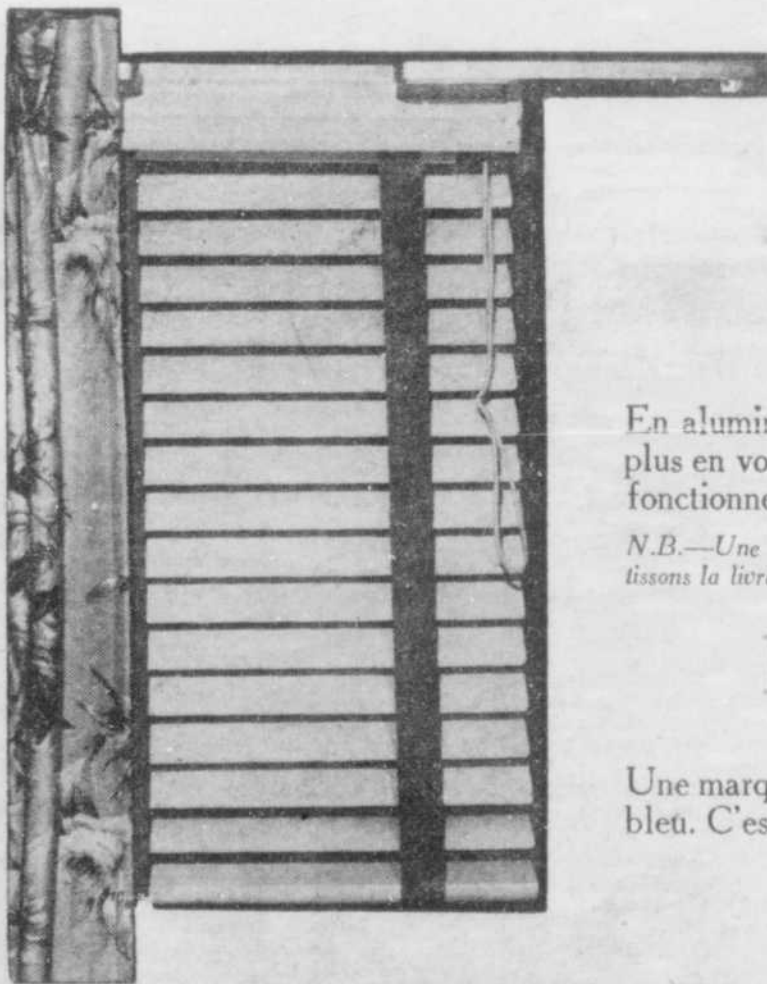 En alumin
plus en vo
fonctionne
N.B.—Une
tissons la livr
Une marq
bleu. C'es